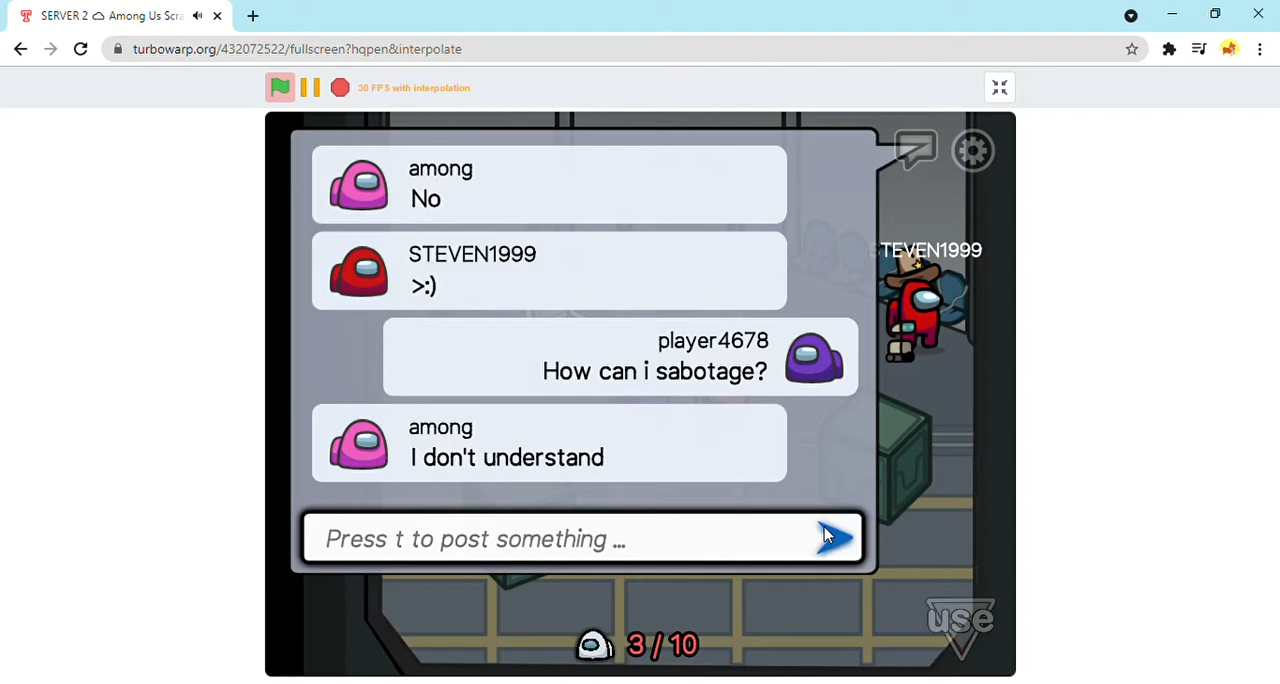 SERVER 2 ☁ Among Us Scra
turbowarp.org/432072522/fullscreen?hqpen&interpolate
30 FPS with interpolation
among
No
STEVEN1999
>:)
STEVEN1999
player4678
How can i sabotage?
among
I don't understand
Press t to post something ...
use
3 / 10